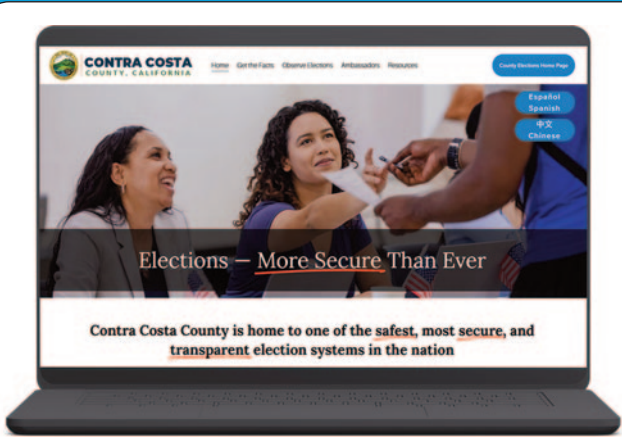 CONTRA COSTA
COUNTY, CALIFORNIA
Home Get the Facts Observe Elections Ambassadors Resources
County Elections Home Page
Español
Spanish
中文
Chinese
Elections — More Secure Than Ever
Contra Costa County is home to one of the safest, most secure, and
transparent election systems in the nation